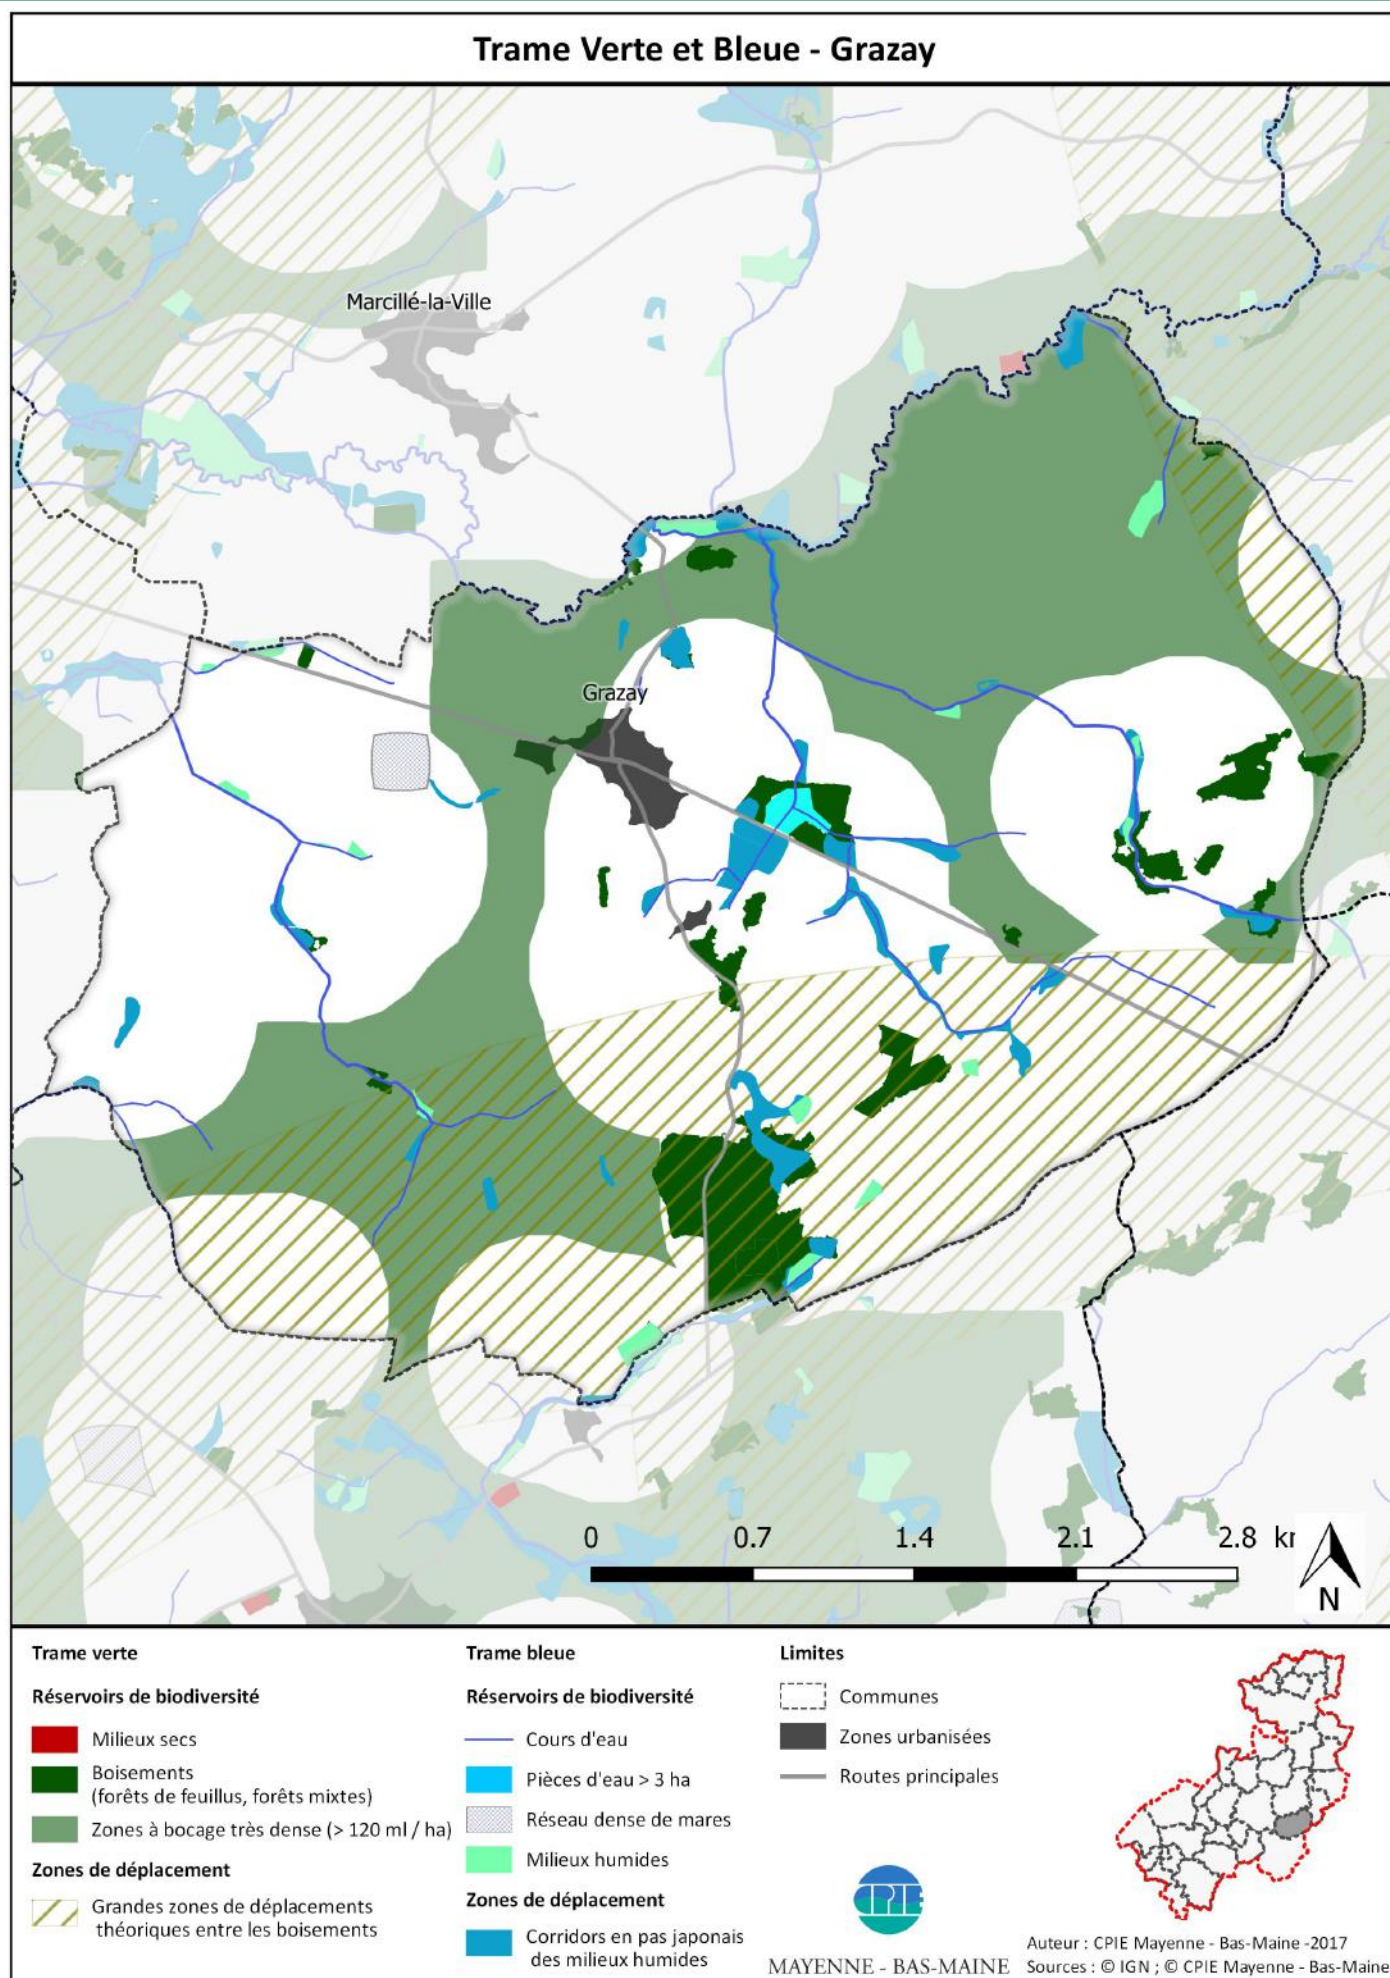 Trame Verte et Bleue - Grazay
Marcillé-la-Ville
Grazay
0 0.7 1.4 2.1 2.8 kr
N
Trame verte
Réservoirs de biodiversité
Milieux secs
Boisements
(forêts de feuillus, forêts mixtes)
Zones à bocage très dense (> 120 ml / ha)
Zones de déplacement
Grandes zones de déplacements
théoriques entre les boisements
Trame bleue
Réservoirs de biodiversité
Cours d'eau
Pièces d'eau > 3 ha
Réseau dense de mares
Milieux humides
Zones de déplacement
Corridors en pas japonais
des milieux humides
Limites
Communes
Zones urbanisées
Routes principales
CPIE
MAYENNE - BAS-MAINE
Auteur : CPIE Mayenne - Bas-Maine -2017
Sources : © IGN ; © CPIE Mayenne - Bas-Maine